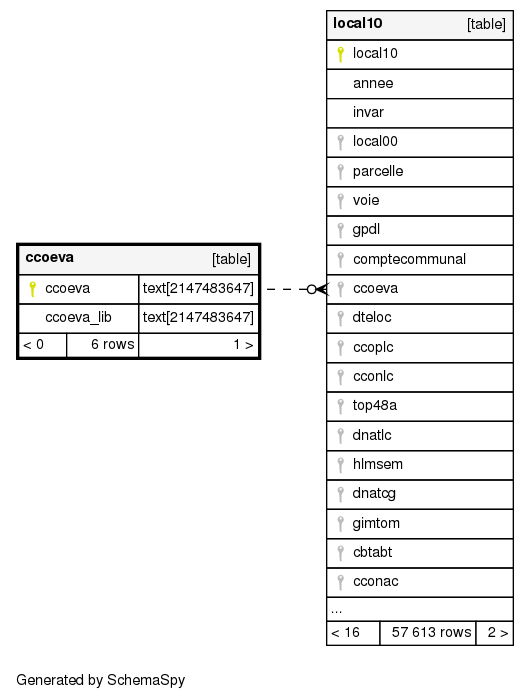 local10 [table]
local10
annee
invar
local00
parcelle
voie
gpdl
comptecommunal
ccoeva
dteloc
ccoplc
cconlc
top48a
dnatlc
hlmsem
dnatcg
gimtom
cbtabt
cconac
...
< 16 57 613 rows 2 >
ccoeva [table]
ccoeva text[2147483647]
ccoeva_lib text[2147483647]
< 0 6 rows 1 >
Generated by SchemaSpy